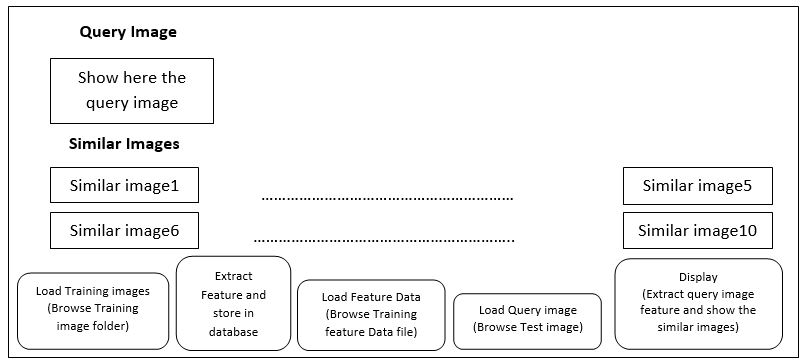 Query Image
Show here the
query image
Similar Images
Similar image1
……………………………………………………
Similar image5
Similar image6
……………………………………………………..
Similar image10
Load Training images
(Browse Training
image folder)
Extract
Feature and
store in
database
Load Feature Data
(Browse Training
feature Data file)
Load Query image
(Browse Test image)
Display
(Extract query image
feature and show the
similar images)